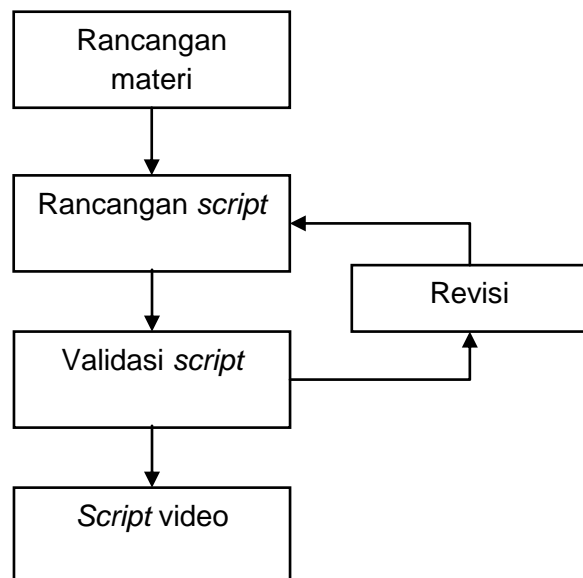 Rancangan
materi
Rancangan script
Revisi
Validasi script
Script video